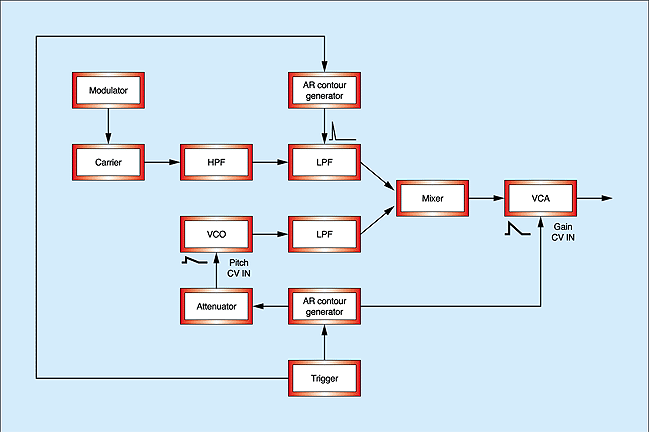 Modulator
AR contour
generator
Carrier
HPF
LPF
Mixer
VCA
VCO
LPF
Gain
CV IN
Pitch
CV IN
Attenuator
AR contour
generator
Trigger